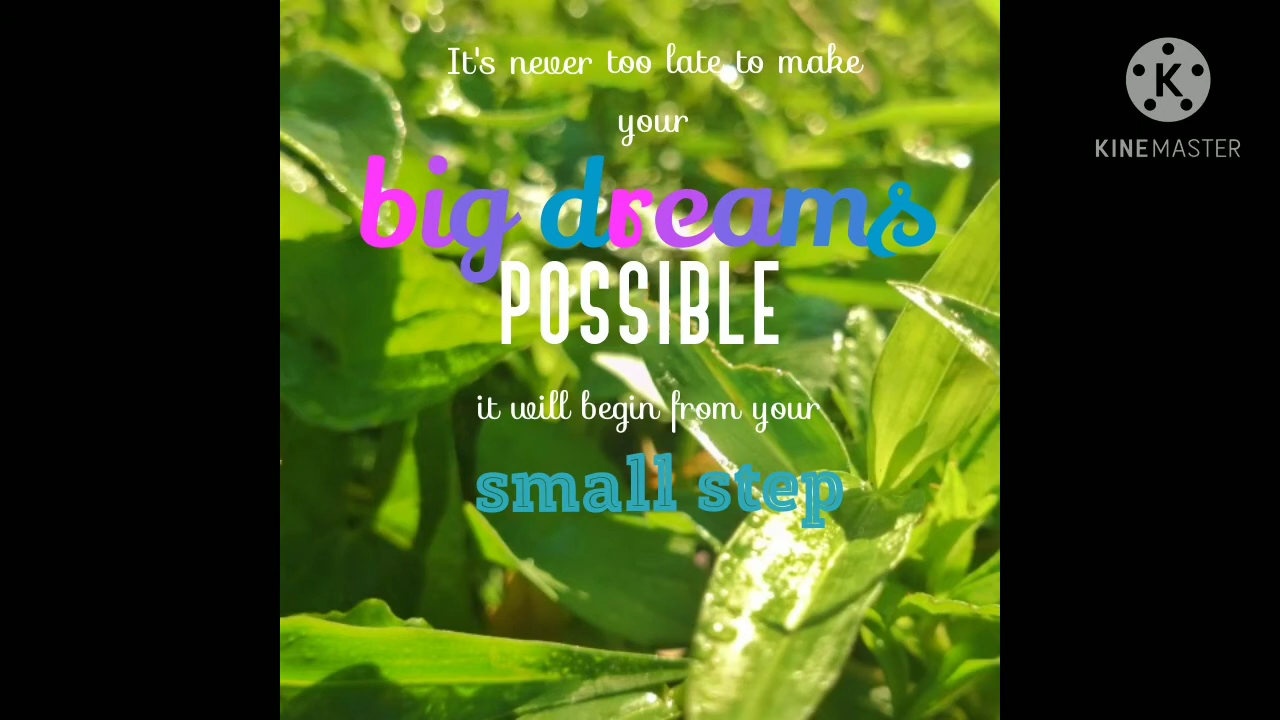 It's never too late to make
your
big dreams
POSSIBLE
it will begin from your
small step
K
KINEMASTER